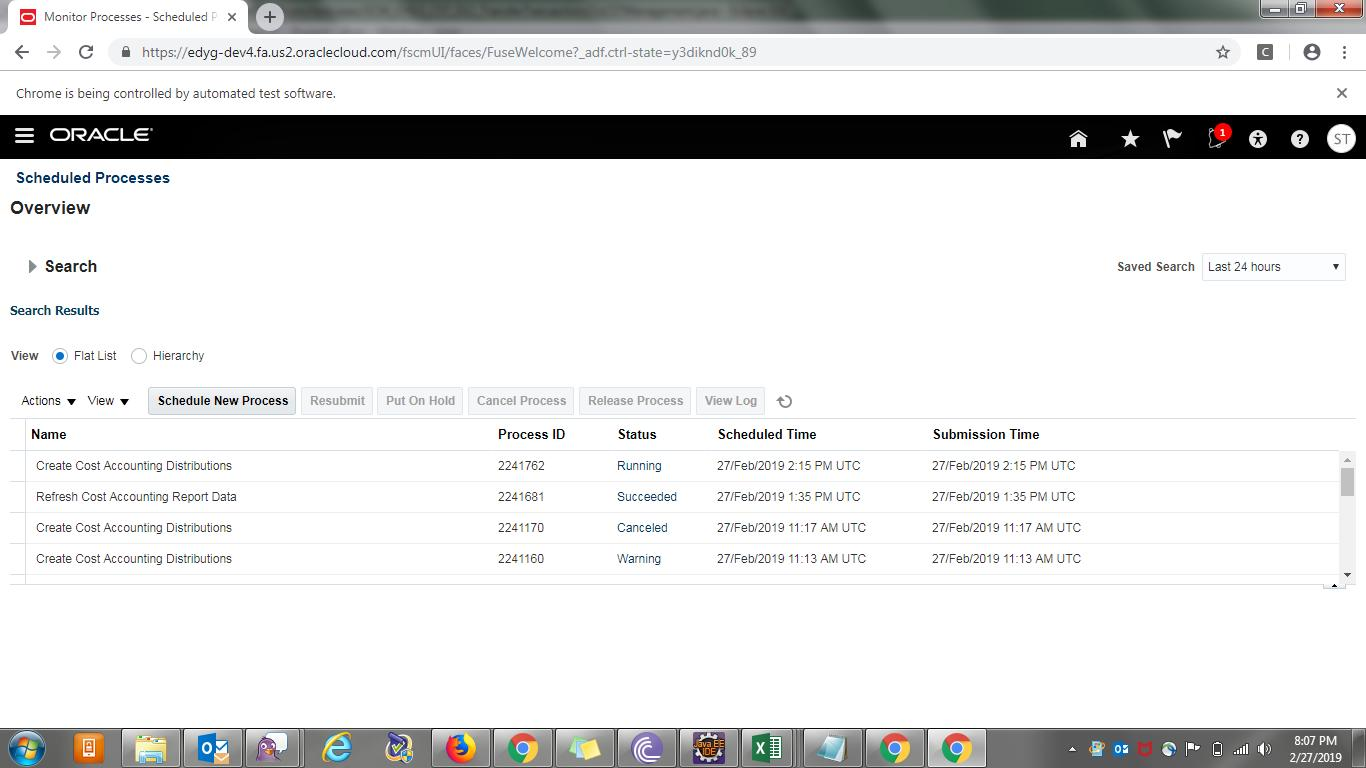 Monitor Processes - Scheduled P
https://edyg-dev4.fa.us2.oraclecloud.com/fscmUI/faces/FuseWelcome?_adf.ctrl-state=y3diknd0k_89
C
Chrome is being controlled by automated test software.
ORACLE
1
?
ST
Scheduled Processes
Overview
Search
Saved Search Last 24 hours
Search Results
View Flat List Hierarchy
Actions View Schedule New Process Resubmit Put On Hold Cancel Process Release Process View Log
Name Process ID Status Scheduled Time Submission Time
Create Cost Accounting Distributions 2241762 Running 27/Feb/2019 2:15 PM UTC 27/Feb/2019 2:15 PM UTC
Refresh Cost Accounting Report Data 2241681 Succeeded 27/Feb/2019 1:35 PM UTC 27/Feb/2019 1:35 PM UTC
Create Cost Accounting Distributions 2241170 Canceled 27/Feb/2019 11:17 AM UTC 27/Feb/2019 11:17 AM UTC
Create Cost Accounting Distributions 2241160 Warning 27/Feb/2019 11:13 AM UTC 27/Feb/2019 11:13 AM UTC
Java EE
IDE
8:07 PM
2/27/2019